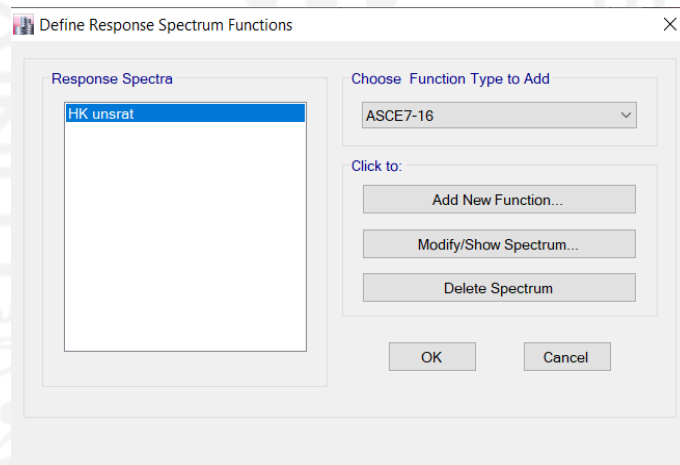 Define Response Spectrum Functions
Response Spectra
HK unsrat
Choose Function Type to Add
ASCE7-16
Click to:
Add New Function...
Modify/Show Spectrum...
Delete Spectrum
OK
Cancel